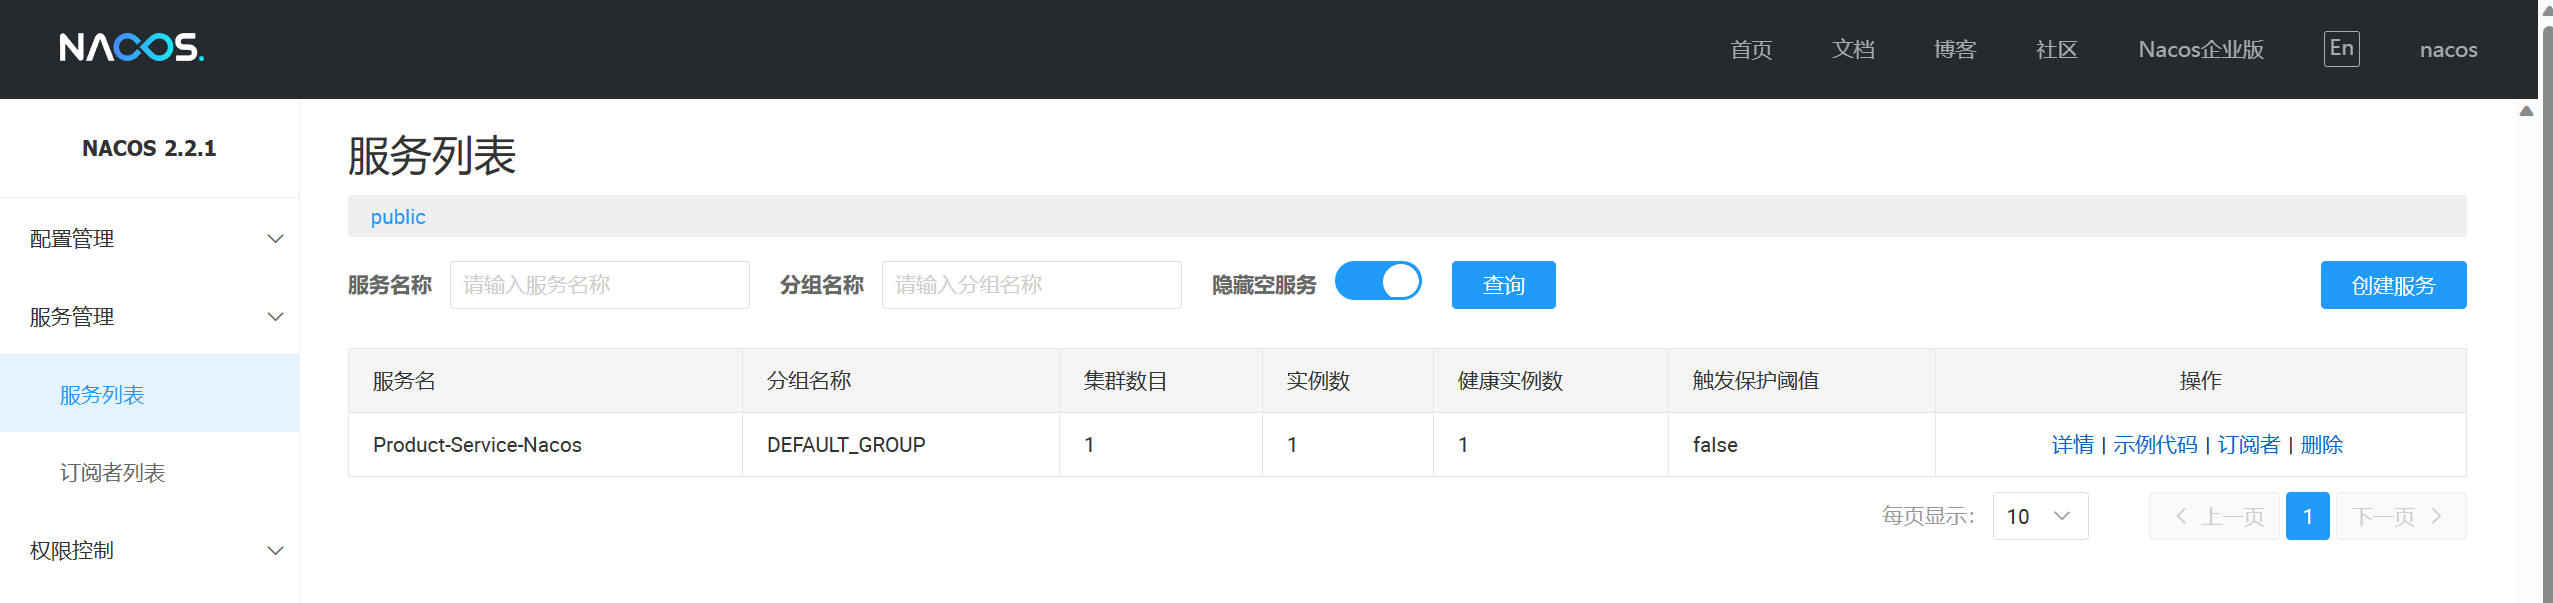 NACOS.
首页 文档 博客 社区 Nacos企业版 En nacos
NACOS 2.2.1
配置管理
服务管理
服务列表
订阅者列表
权限控制
服务列表
public
服务名称 请输入服务名称 分组名称 请输入分组名称 隐藏空服务 查询 创建服务
服务名 分组名称 集群数目 实例数 健康实例数 触发保护阈值 操作
Product-Service-Nacos DEFAULT_GROUP 1 1 1 false 详情 | 示例代码 | 订阅者 | 删除
每页显示: 10 上一页 1 下一页